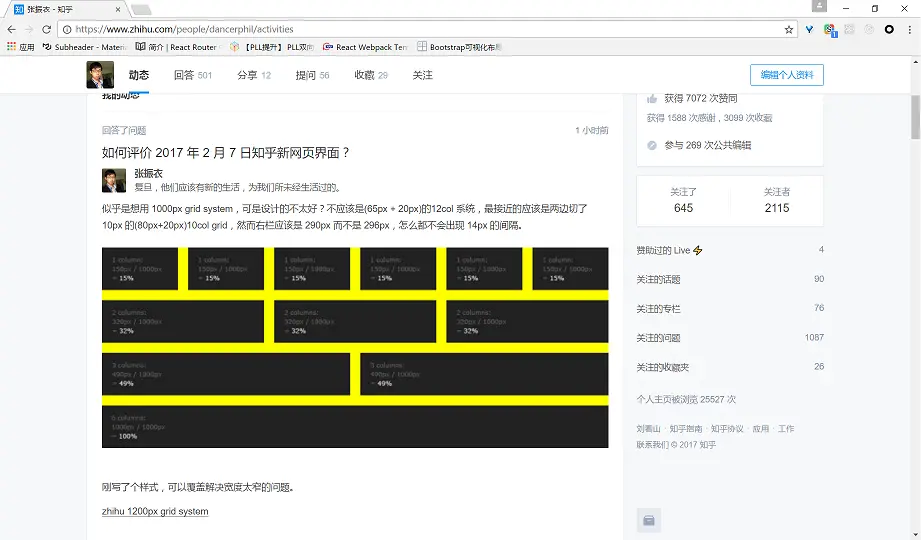 张振衣 - 知乎
https://www.zhihu.com/people/dancerphil/activities
应用 Subheader - Materia 简介 | React Router 【PLL提升】 PLL双向 React Webpack Ten Bootstrap可视化布局
动态 回答 501 分享 12 提问 56 收藏 29 关注 编辑个人资料
我的动态
回答了问题 1 小时前
如何评价 2017 年 2 月 7 日知乎新网页界面？
张振衣
复旦，他们应该有新的生活，为我们所未经生活过的。
似乎是想用 1000px grid system，可是设计的不太好？不应该是(65px + 20px)的12col 系统，最接近的应该是两边切了
10px 的(80px+20px)10col grid，然而右栏应该是 290px 而不是 296px，怎么都不会出现 14px 的间隔。
1 column: 1 column: 1 column: 1 column: 1 column: 1 column:
150px / 1000px 150px / 1000px 150px / 1000px 150px / 1000px 150px / 1000px 150px / 1000px
= 15% = 15% = 15% = 15% = 15% = 15%
2 columns: 2 columns: 2 columns:
320px / 1000px 320px / 1000px 320px / 1000px
= 32% = 32% = 32%
3 columns: 3 columns:
490px / 1000px 490px / 1000px
= 49% = 49%
6 columns:
1000px / 1000px
= 100%
刚写了个样式，可以覆盖解决宽度太窄的问题。
zhihu 1200px grid system
获得 7072 次赞同
获得 1588 次感谢，3099 次收藏
参与 269 次公共编辑
关注了 关注者
645 2115
赞助过的 Live 4
关注的话题 90
关注的专栏 76
关注的问题 1087
关注的收藏夹 26
个人主页被浏览 25527 次
刘看山 · 知乎指南 · 知乎协议 · 应用 · 工作
联系我们 © 2017 知乎